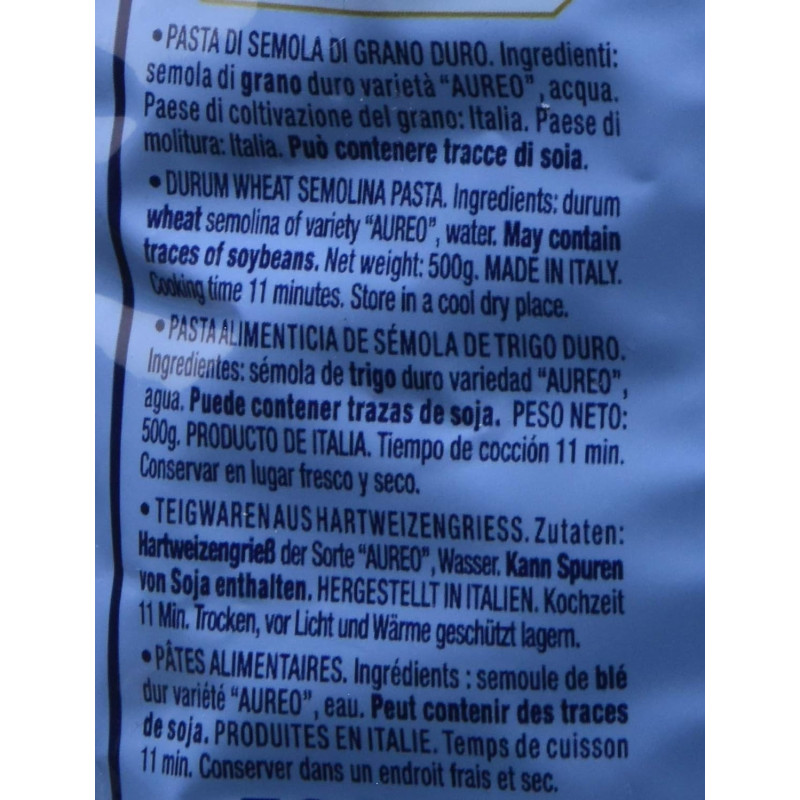 • PASTA DI SEMOLA DI GRANO DURO. Ingredienti:
semola di grano duro varietà "AUREO", acqua.
Paese di coltivazione del grano: Italia. Paese di
molitura: Italia. Può contenere tracce di soia.
• DURUM WHEAT SEMOLINA PASTA. Ingredients: durum
wheat semolina of variety "AUREO", water. May contain
traces of soybeans. Net weight: 500g. MADE IN ITALY.
Cooking time 11 minutes. Store in a cool dry place.
• PASTA ALIMENTICIA DE SÉMOLA DE TRIGO DURO.
Ingredientes: sémola de trigo duro variedad "AUREO",
agua. Puede contener trazas de soja. PESO NETO:
500g. PRODUCTO DE ITALIA. Tiempo de cocción 11 min.
Conservar en lugar fresco y seco.
• TEIGWAREN AUS HARTWEIZENGRIESS. Zutaten:
Hartweizengrieß der Sorte "AUREO", Wasser. Kann Spuren
von Soja enthalten. HERGESTELLT IN ITALIEN. Kochzeit
11 Min. Trocken, vor Licht und Wärme geschützt lagern.
• PÂTES ALIMENTAIRES. Ingrédients : semoule de blé
dur variété "AUREO", eau. Peut contenir des traces
de soja. PRODUITES EN ITALIE. Temps de cuisson
11 min. Conserver dans un endroit frais et sec.